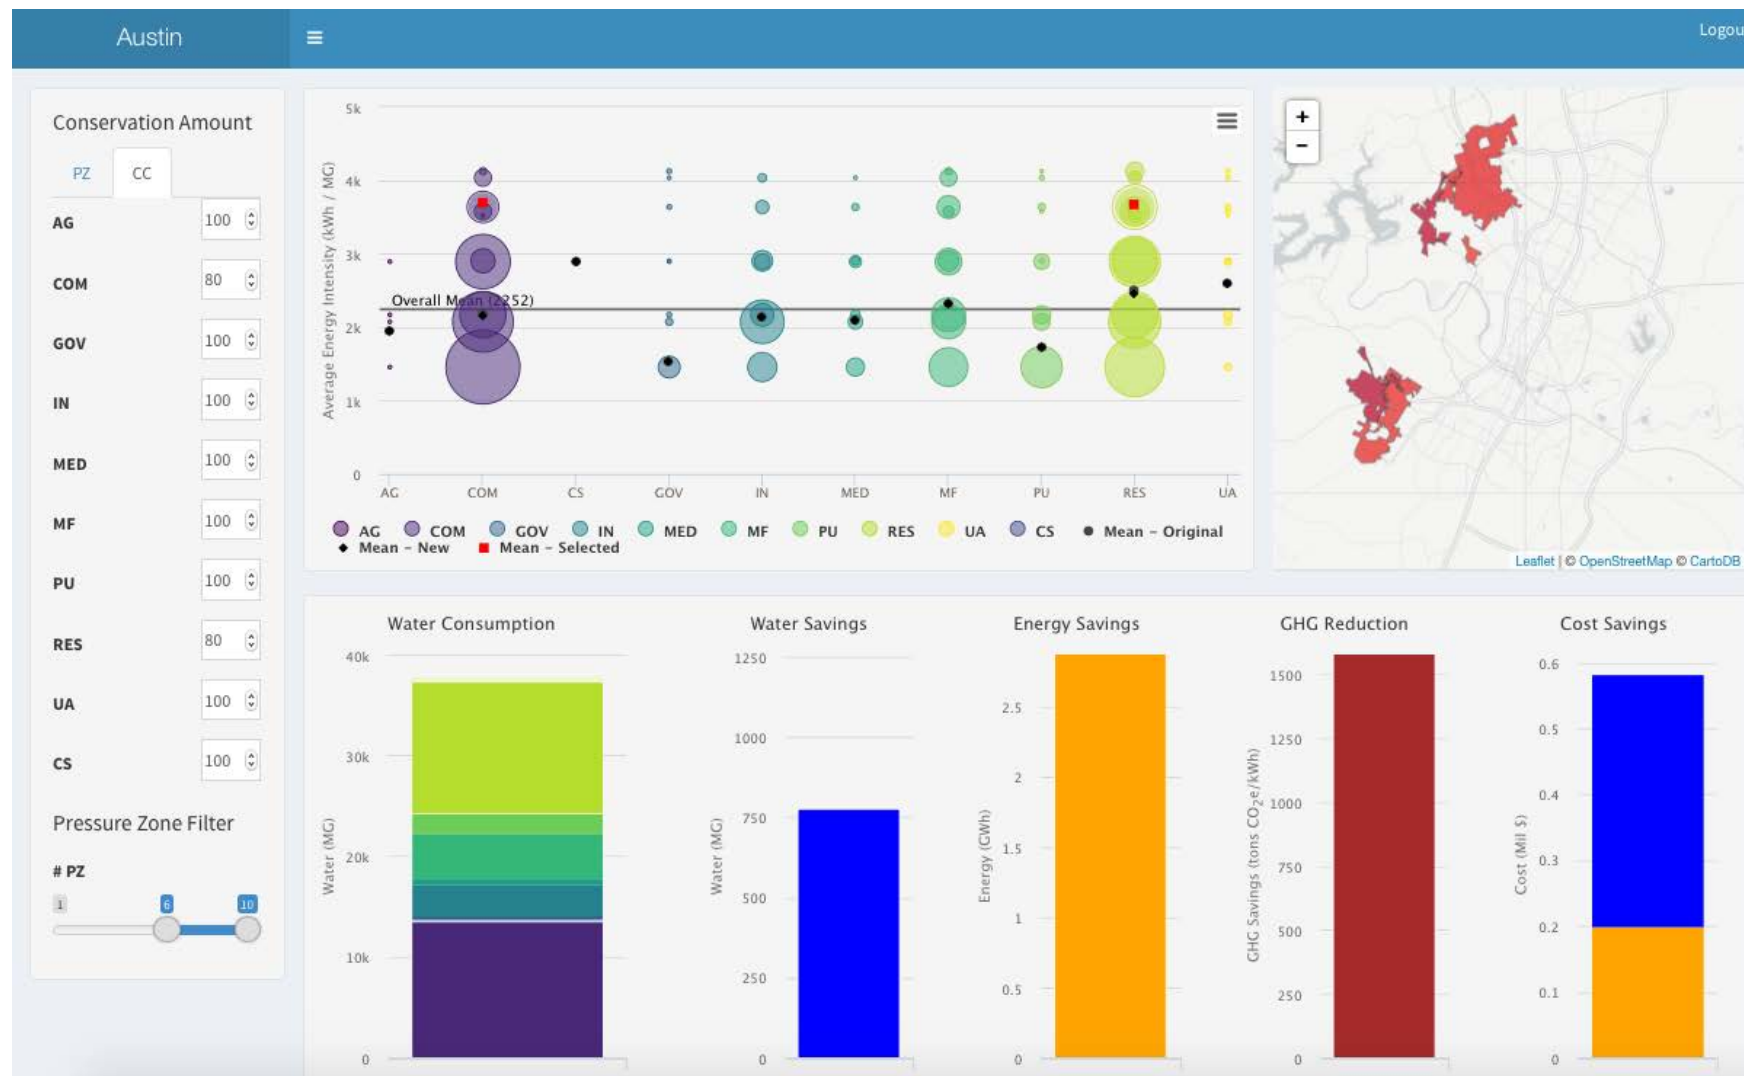 Austin
Logou
Conservation Amount
PZ CC
AG 100
COM 80
GOV 100
IN 100
MED 100
MF 100
PU 100
RES 80
UA 100
CS 100
Pressure Zone Filter
# PZ
1 6 10
Average Energy Intensity (kWh / MG)
5k
4k
3k
2k
1k
0
Overall Mean (2252)
AG COM CS GOV IN MED MF PU RES UA
AG COM GOV IN MED MF PU RES UA CS Mean - Original
Mean - New Mean - Selected
+
-
Leaflet | © OpenStreetMap © CartoDB
Water Consumption
Water (MG)
40k
30k
20k
10k
0
Water Savings
Water (MG)
1250
1000
750
500
250
0
Energy Savings
Energy (GWh)
2.5
2
1.5
1
0.5
0
GHG Reduction
GHG Savings (tons CO₂e/kWh)
1500
1250
1000
750
500
250
0
Cost Savings
Cost (Mil $)
0.6
0.5
0.4
0.3
0.2
0.1
0